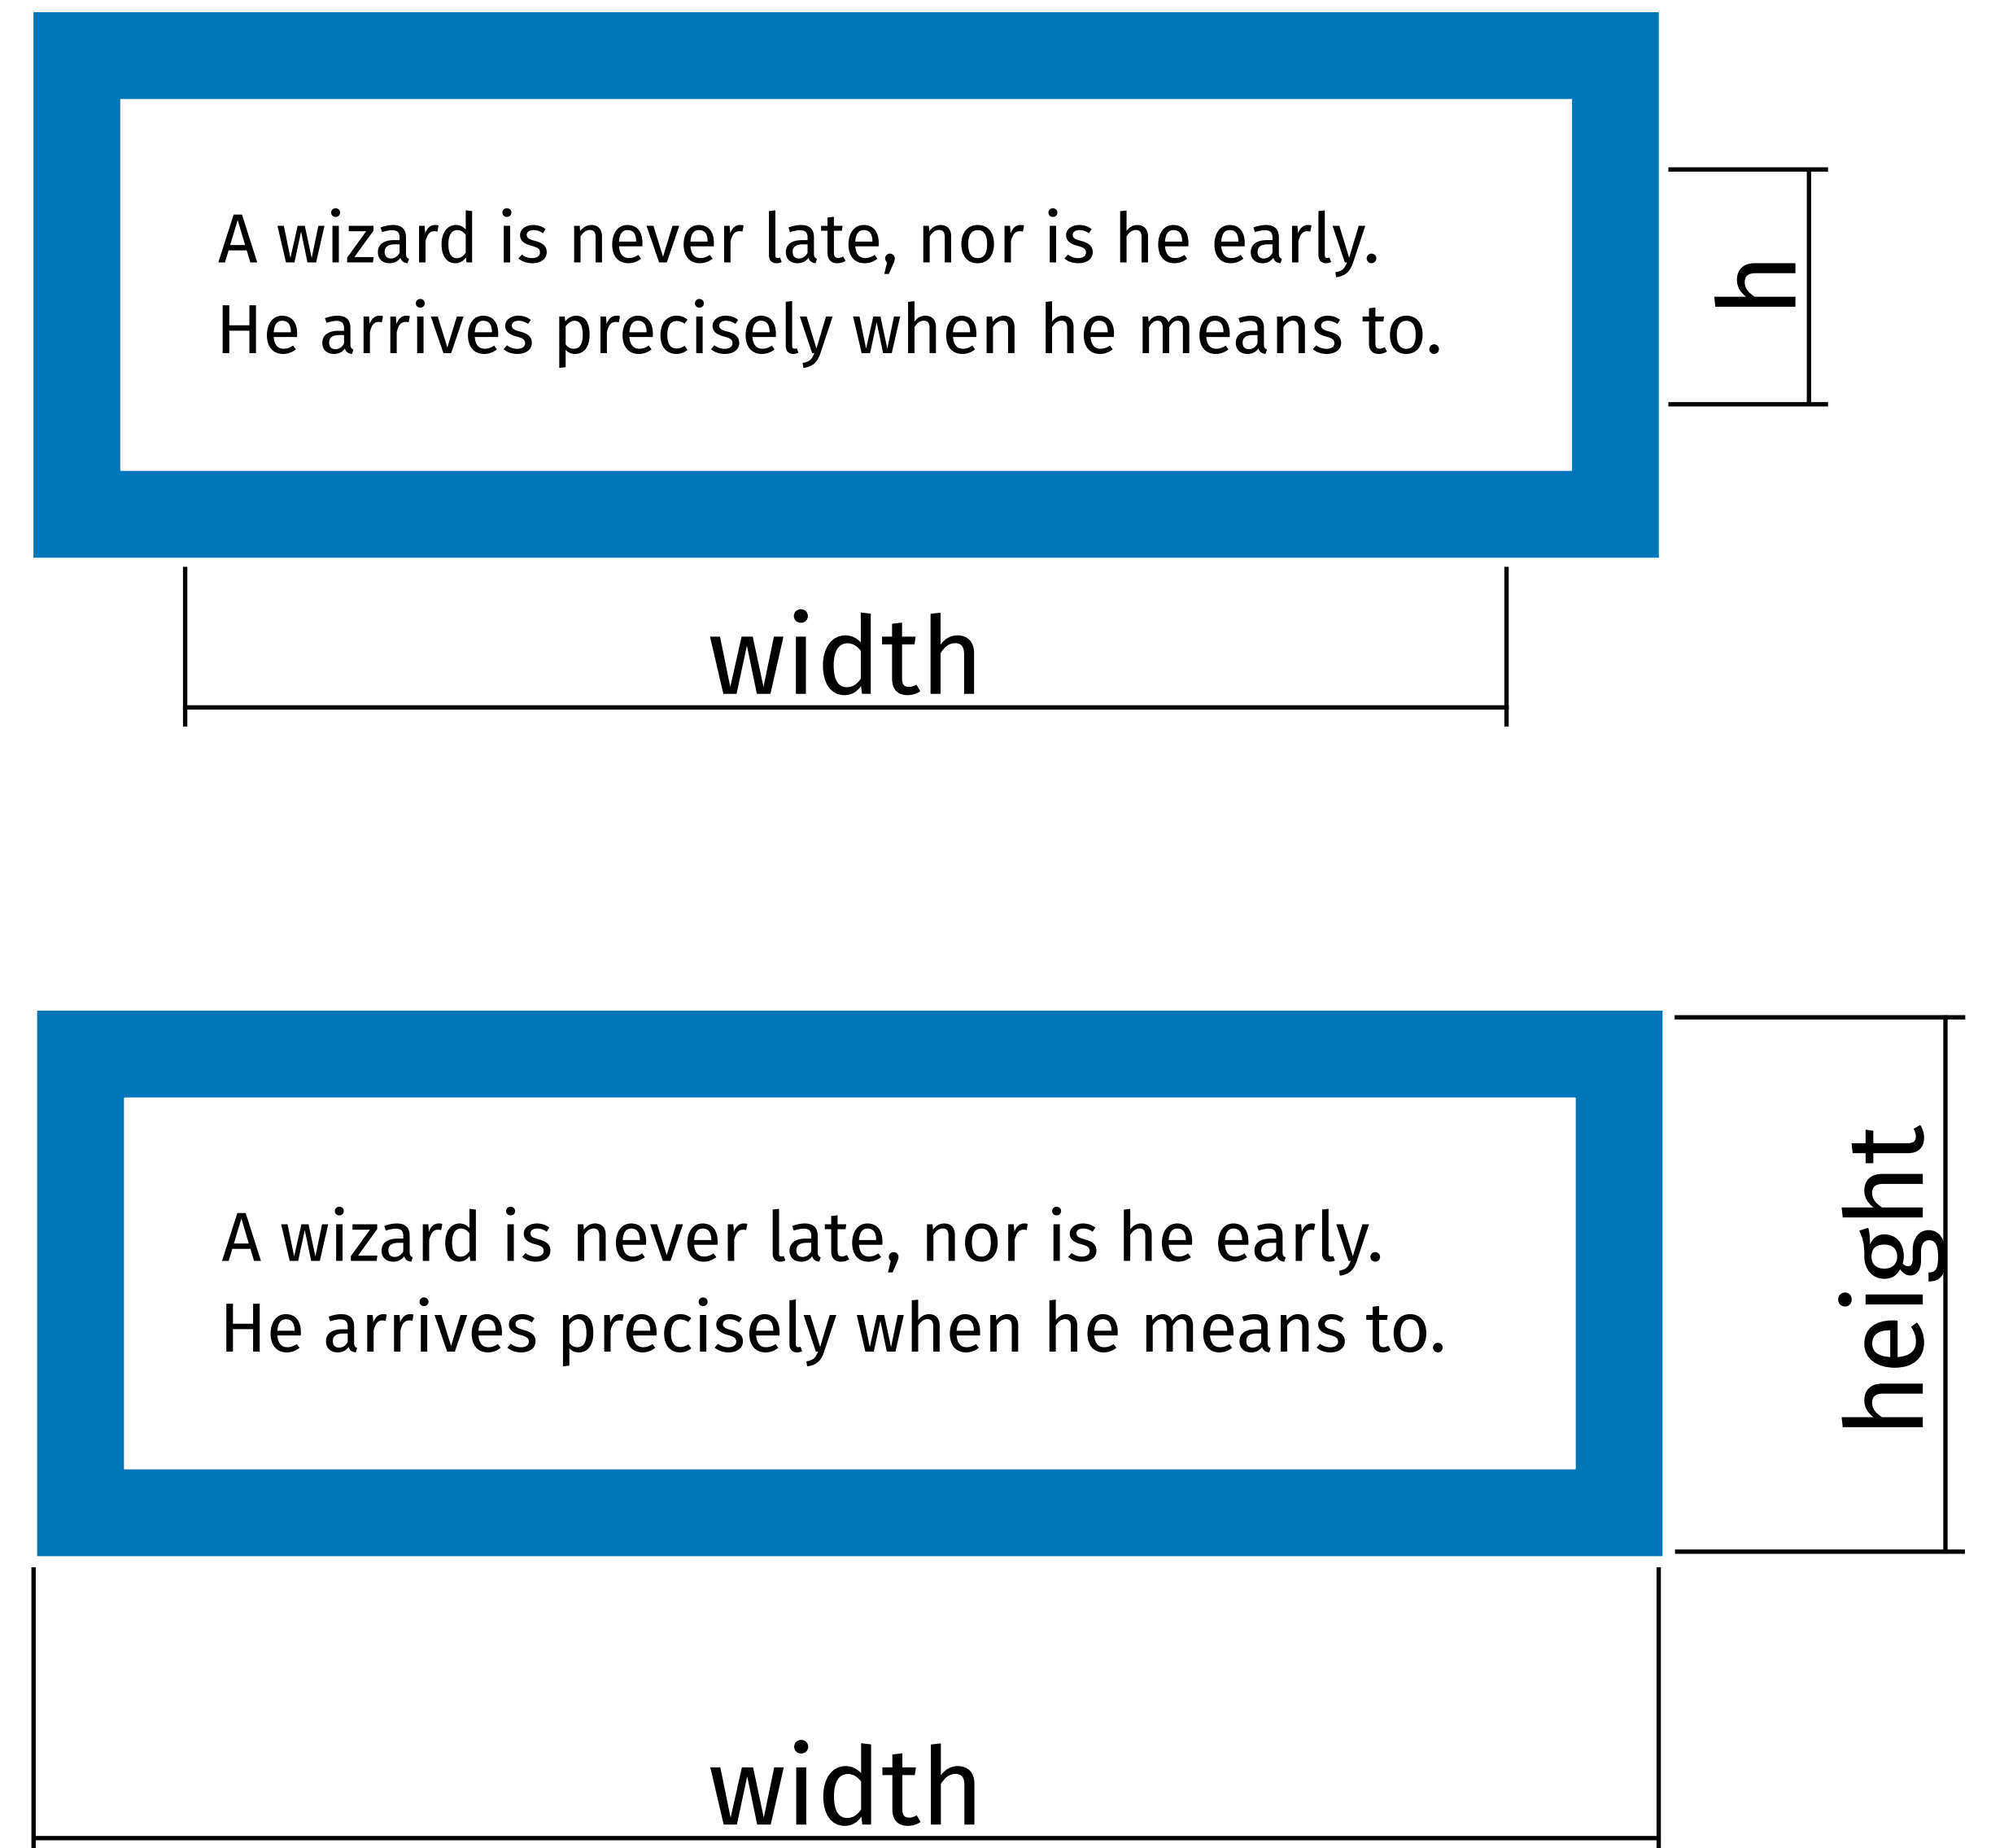 A wizard is never late, nor is he early.
He arrives precisely when he means to.
h
width
A wizard is never late, nor is he early.
He arrives precisely when he means to.
height
width